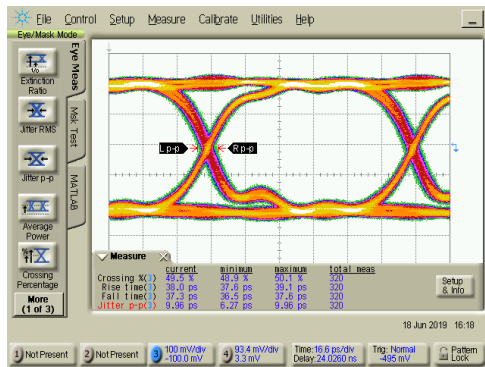 File Control Setup Measure Calibrate Utilities Help
Eye/Mask Mode
Extinction
Ratio
Jitter RMS
Jitter p-p
Average
Power
Crossing
Percentage
More
(1 of 3)
Eye Meas
Msk Test
MATLAB
L p-p
R p-p
Measure
current minimum maximum total meas
Crossing %(3) 49.5 % 48.9 % 50.1 % 320
Rise time(3) 38.0 ps 37.6 ps 39.1 ps 320
Fall time(3) 37.3 ps 36.5 ps 37.6 ps 320
Jitter p-p(3) 9.96 ps 6.27 ps 9.96 ps 320
Setup
& Info
18 Jun 2019 16:18
1) Not Present
2) Not Present
3) 100 mV/div
-100.0 mV
4) 93.4 mV/div
3.3 mV
Time:16.6 ps/div
Delay:24.0260 ns
Trig: Normal
-495 mV
Pattern
Lock